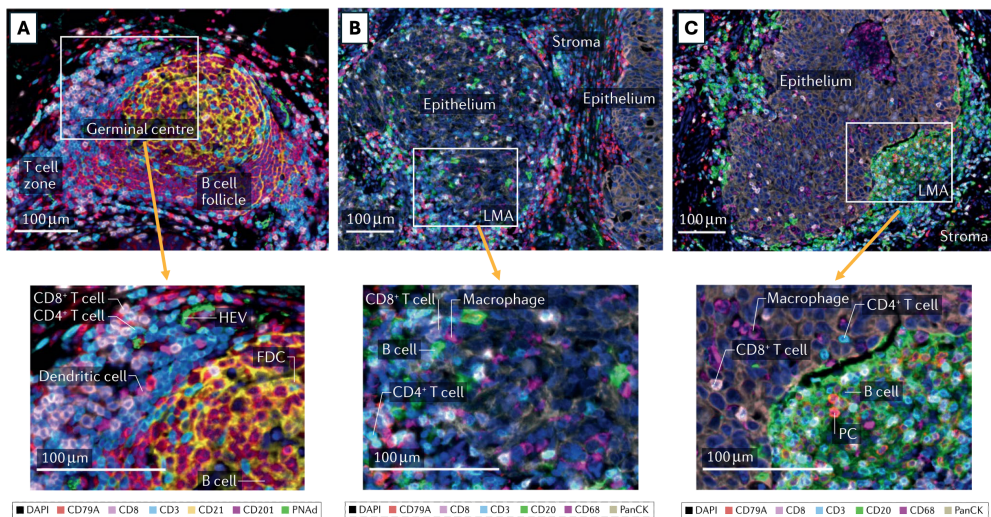 A
Germinal centre
T cell
zone
B cell
follicle
100 μm
B
Stroma
Epithelium
Epithelium
LMA
100 μm
C
Epithelium
LMA
Stroma
100 μm
CD8+ T cell
CD4+ T cell
HEV
FDC
Dendritic cell
100 μm
B cell
CD8+ T cell
Macrophage
B cell
CD4+ T cell
100 μm
Macrophage
CD4+ T cell
CD8+ T cell
B cell
PC
100 μm
DAPI CD79A CD8 CD3 CD21 CD201 PNAd
DAPI CD79A CD8 CD3 CD20 CD68 PanCK
DAPI CD79A CD8 CD3 CD20 CD68 PanCK